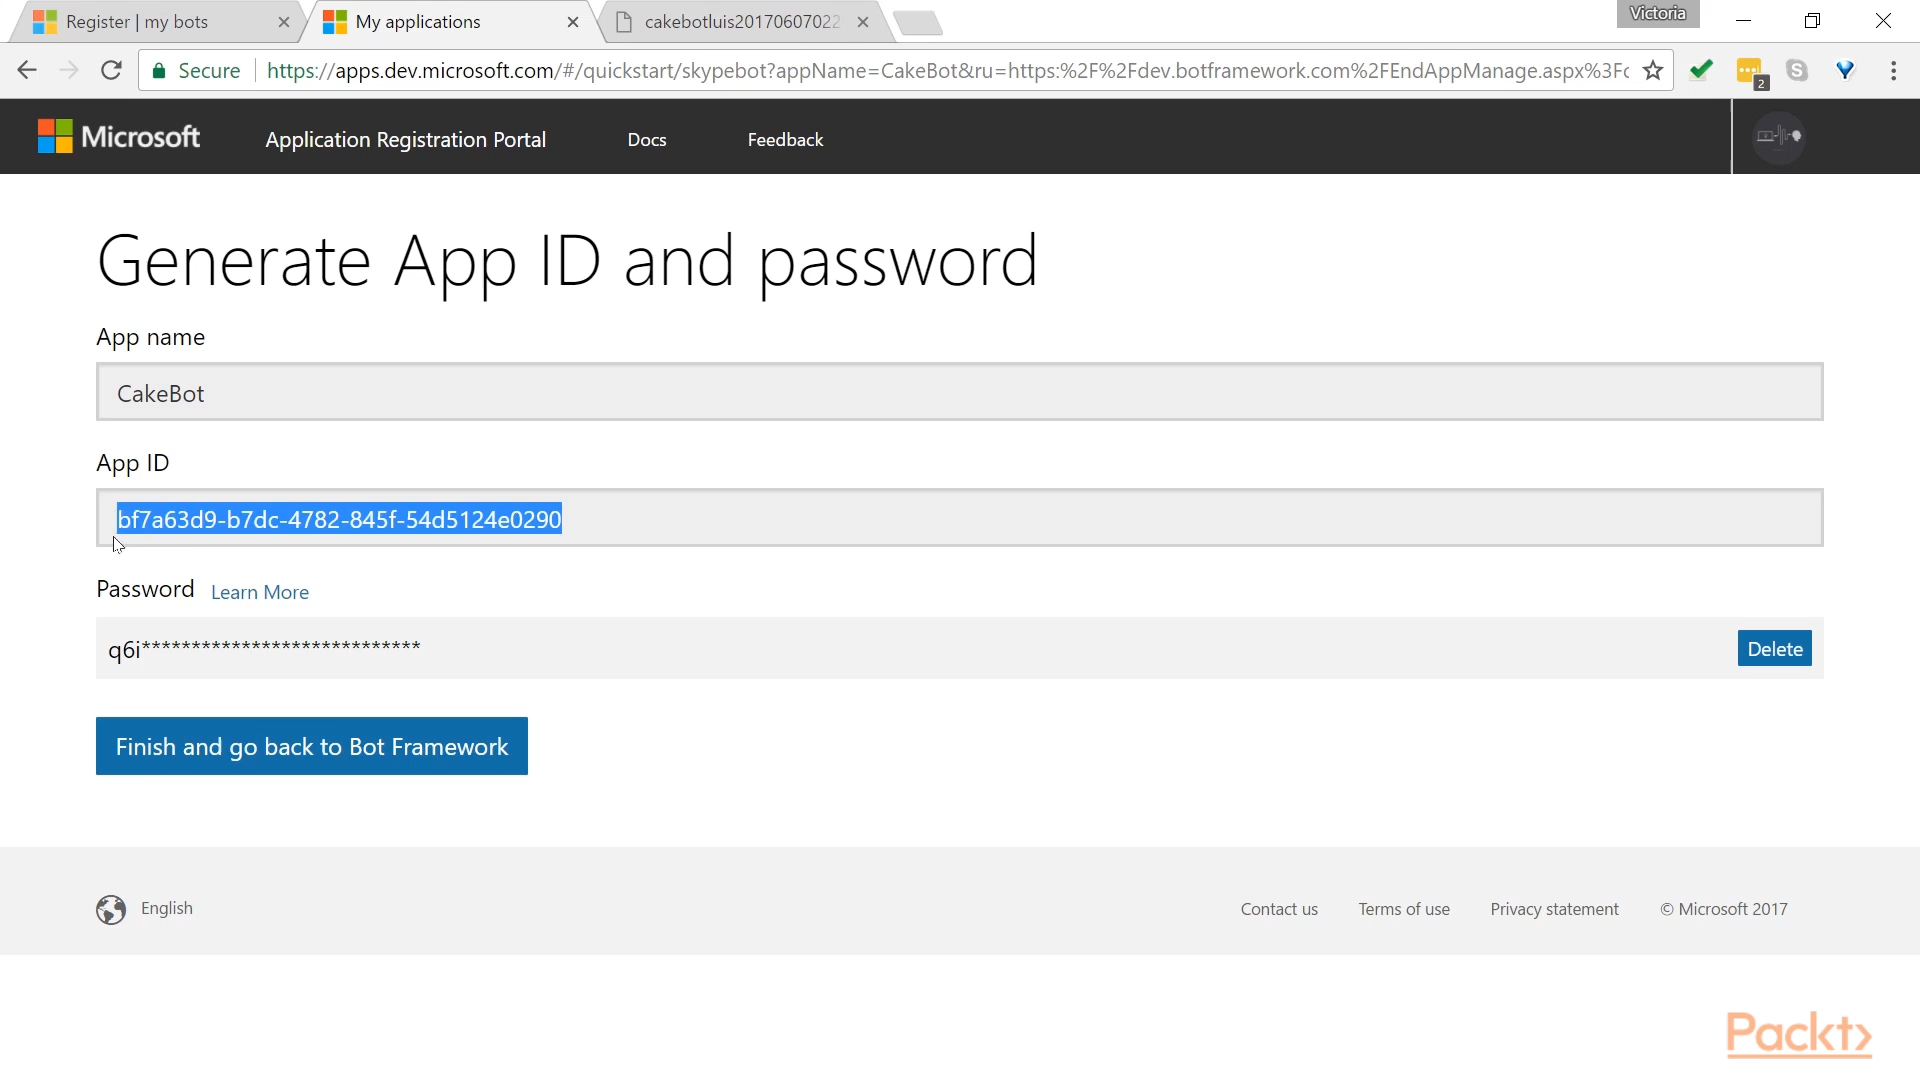 Register | my bots
My applications
cakebotluis20170607022
Victoria
Secure
https://apps.dev.microsoft.com/#/quickstart/skypebot?appName=CakeBot&ru=https:%2F%2Fdev.botframework.com%2FEndAppManage.aspx%3Fc
2
Microsoft
Application Registration Portal
Docs
Feedback
Generate App ID and password
App name
CakeBot
App ID
bf7a63d9-b7dc-4782-845f-54d5124e0290
Password Learn More
q6i****************************
Delete
Finish and go back to Bot Framework
English
Contact us
Terms of use
Privacy statement
© Microsoft 2017
Packt>